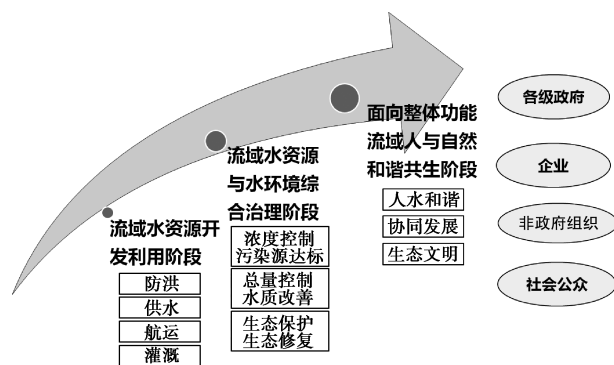 流域水资源开
发利用阶段
防洪
供水
航运
灌溉
流域水资源
与水环境综
合治理阶段
浓度控制
污染源达标
总量控制
水质改善
生态保护
生态修复
面向整体功能
流域人与自然
和谐共生阶段
人水和谐
协同发展
生态文明
各级政府
企业
非政府组织
社会公众